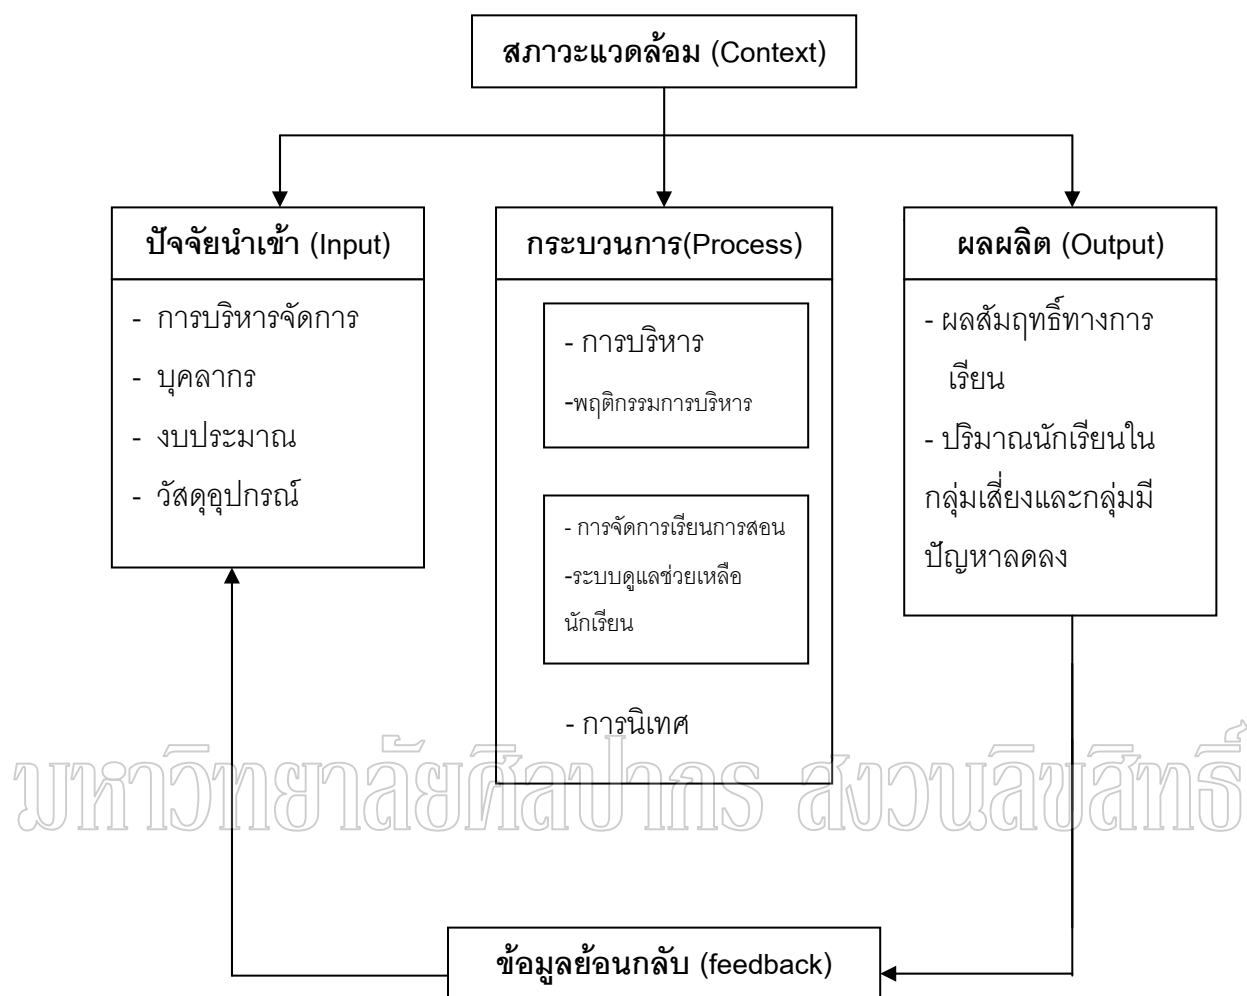 สภาวะแวดล้อม (Context)
ปัจจัยนำเข้า (Input)
- การบริหารจัดการ
- บุคลากร
- งบประมาณ
- วัสดุอุปกรณ์
กระบวนการ(Process)
- การบริหาร
-พฤติกรรมการบริหาร
- การจัดการเรียนการสอน
-ระบบดูแลช่วยเหลือ
นักเรียน
- การนิเทศ
ผลผลิต (Output)
- ผลสัมฤทธิ์ทางการ
เรียน
- ปริมาณนักเรียนใน
กลุ่มเสี่ยงและกลุ่มมี
ปัญหาลดลง
มหาวิทยาลัยศิลปากร สงวนลิขสิทธิ์
ข้อมูลย้อนกลับ (feedback)